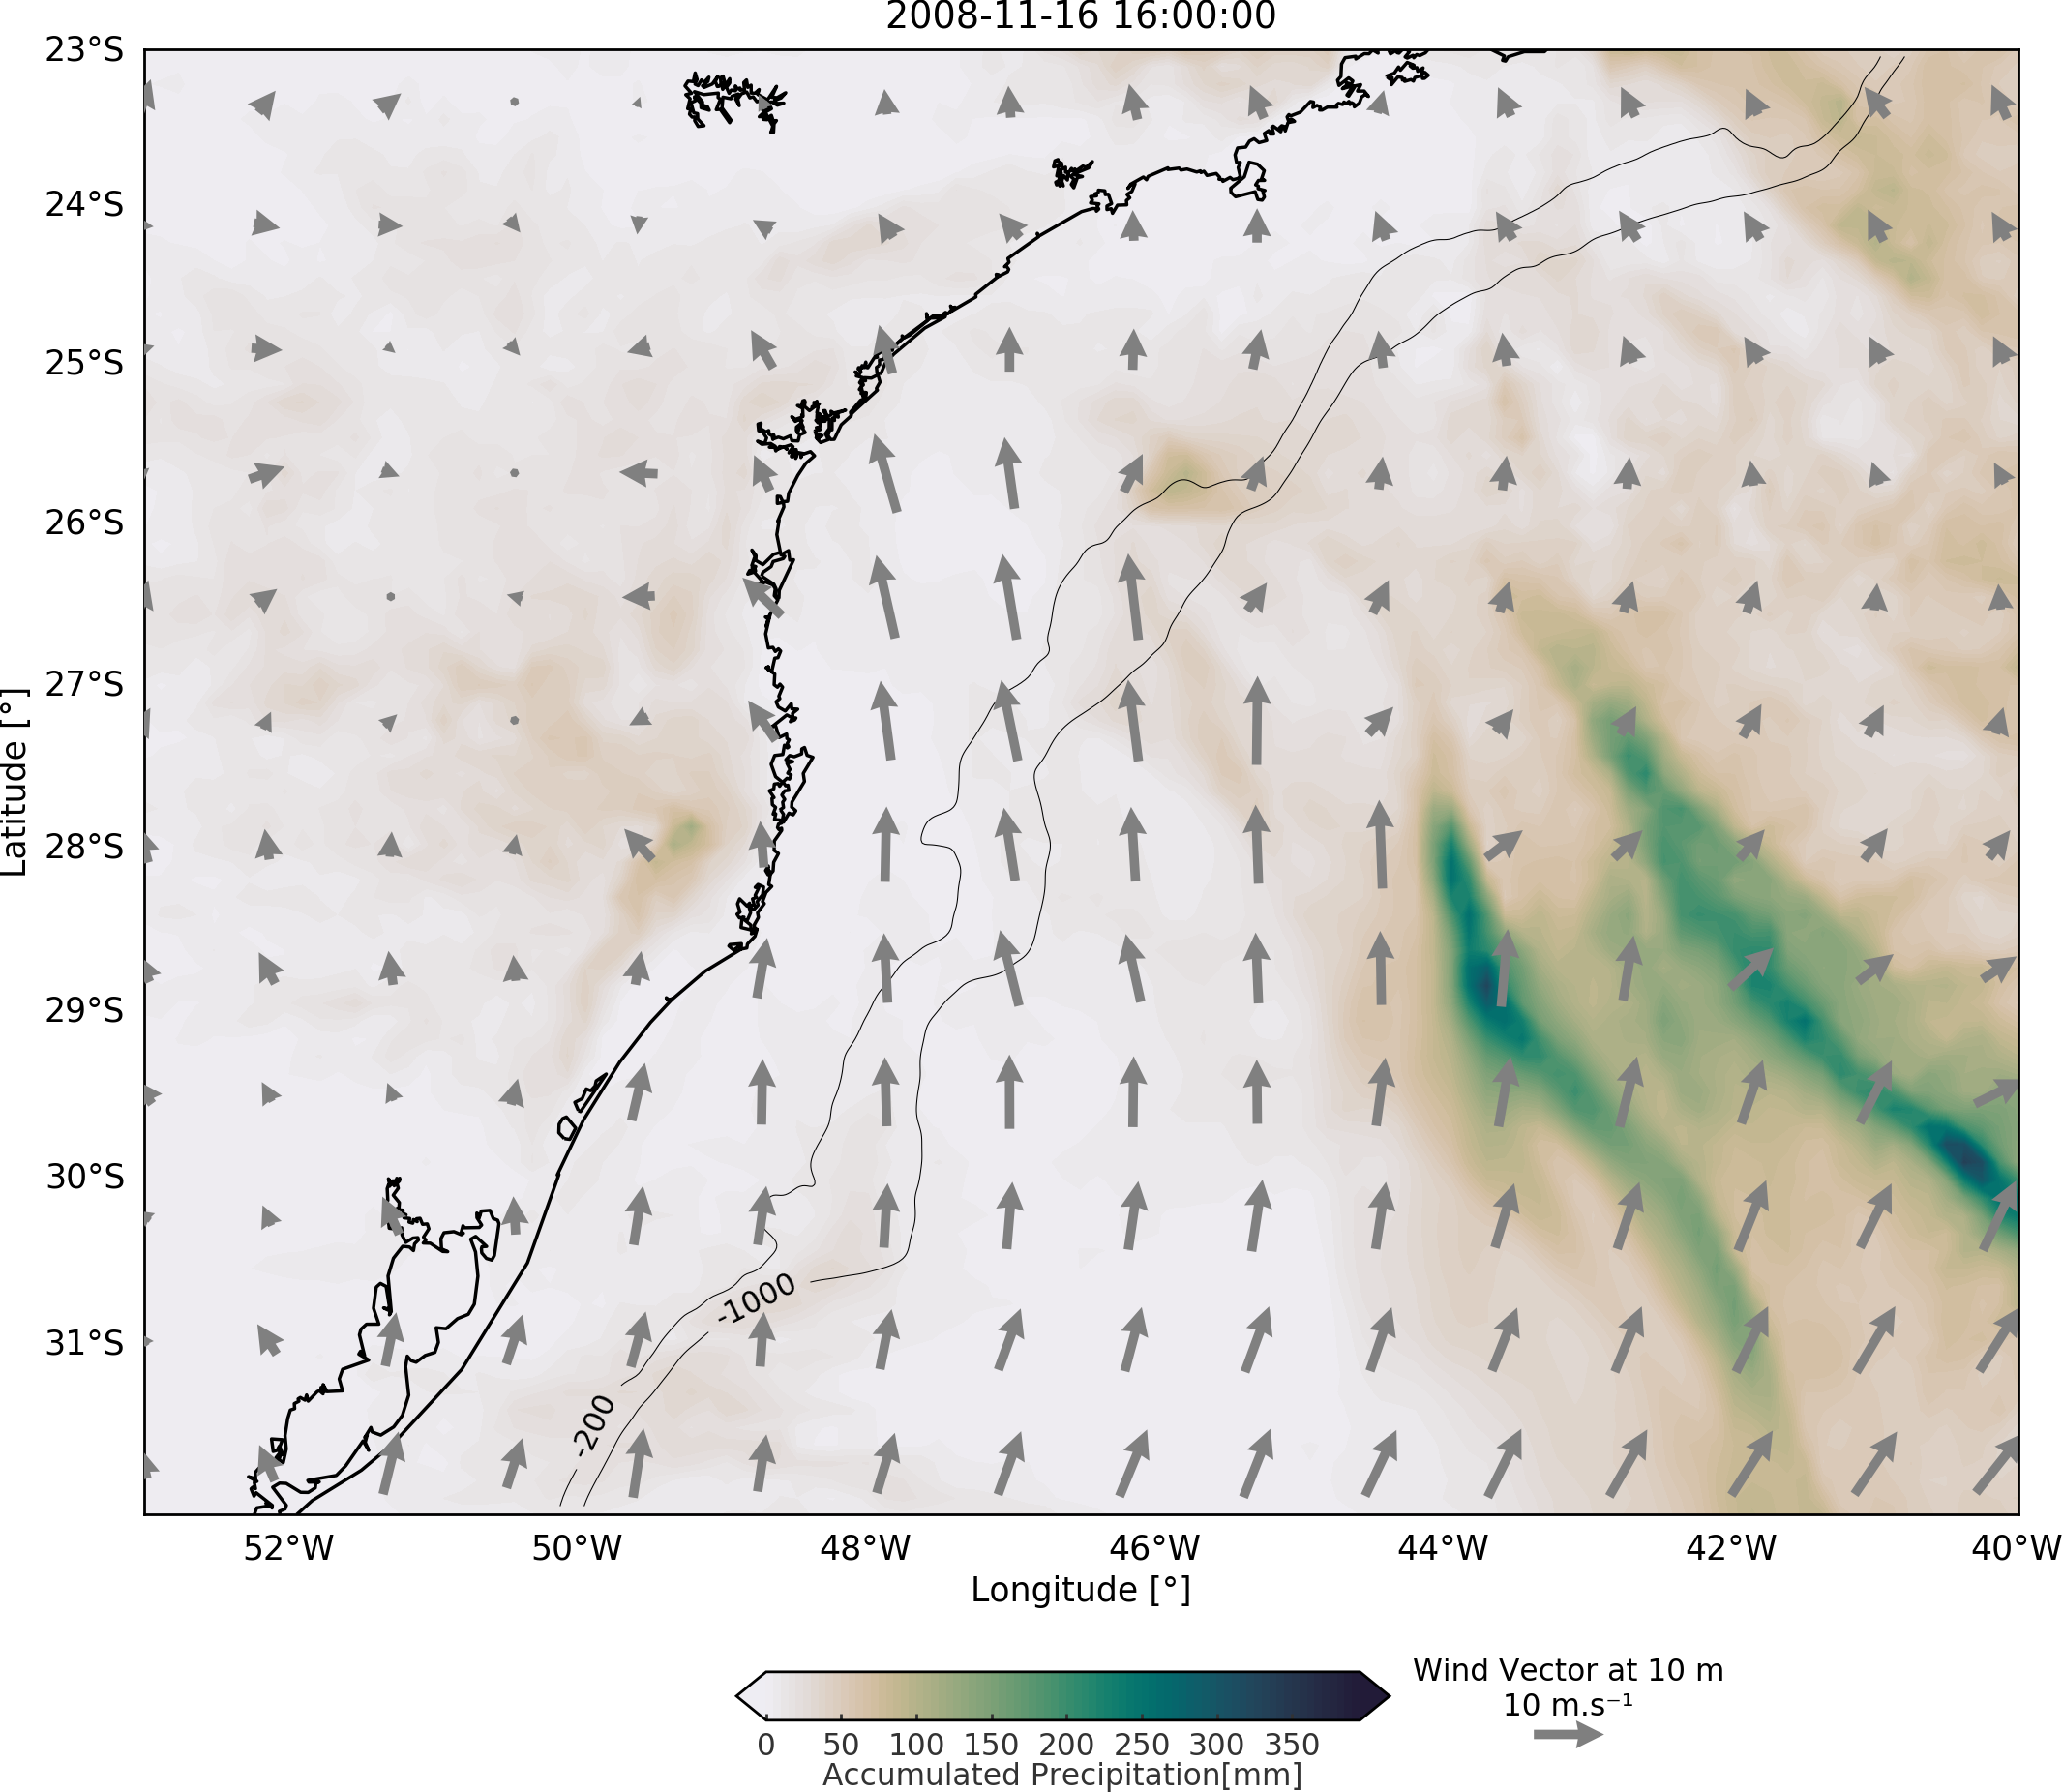 2008-11-16 16:00:00
23°S
24°S
25°S
26°S
27°S
28°S
29°S
30°S
31°S
Latitude [°]
-1000
-200
52°W 50°W 48°W 46°W 44°W 42°W 40°W
Longitude [°]
Wind Vector at 10 m
10 m.s⁻¹
0 50 100 150 200 250 300 350
Accumulated Precipitation[mm]